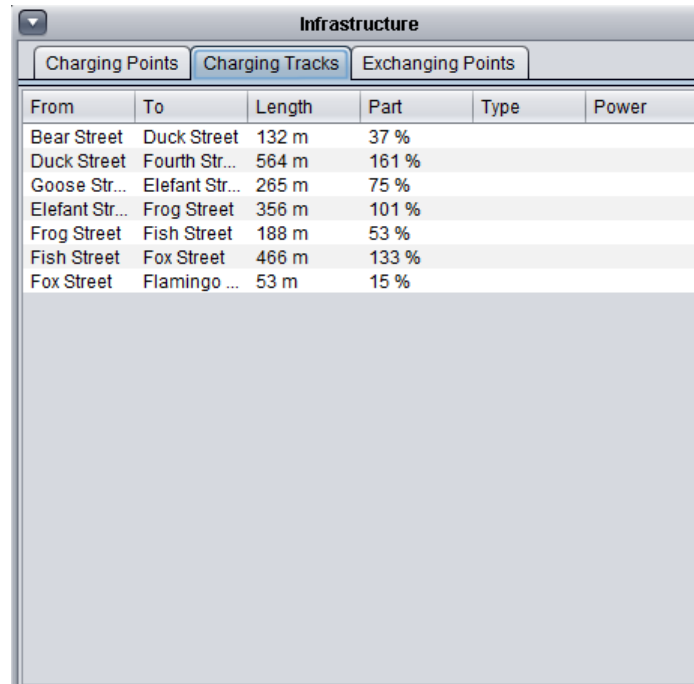 Infrastructure
Charging Points Charging Tracks Exchanging Points
From To Length Part Type Power
Bear Street Duck Street 132 m 37 %
Duck Street Fourth Str... 564 m 161 %
Goose Str... Elefant Str... 265 m 75 %
Elefant Str... Frog Street 356 m 101 %
Frog Street Fish Street 188 m 53 %
Fish Street Fox Street 466 m 133 %
Fox Street Flamingo ... 53 m 15 %